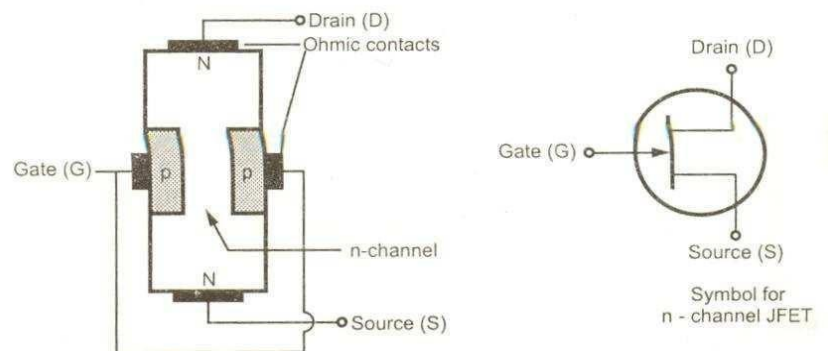 Drain (D)
Ohmic contacts
N
Gate (G)
p
p
n-channel
N
Source (S)
Drain (D)
Gate (G)
Source (S)
Symbol for
n - channel JFET